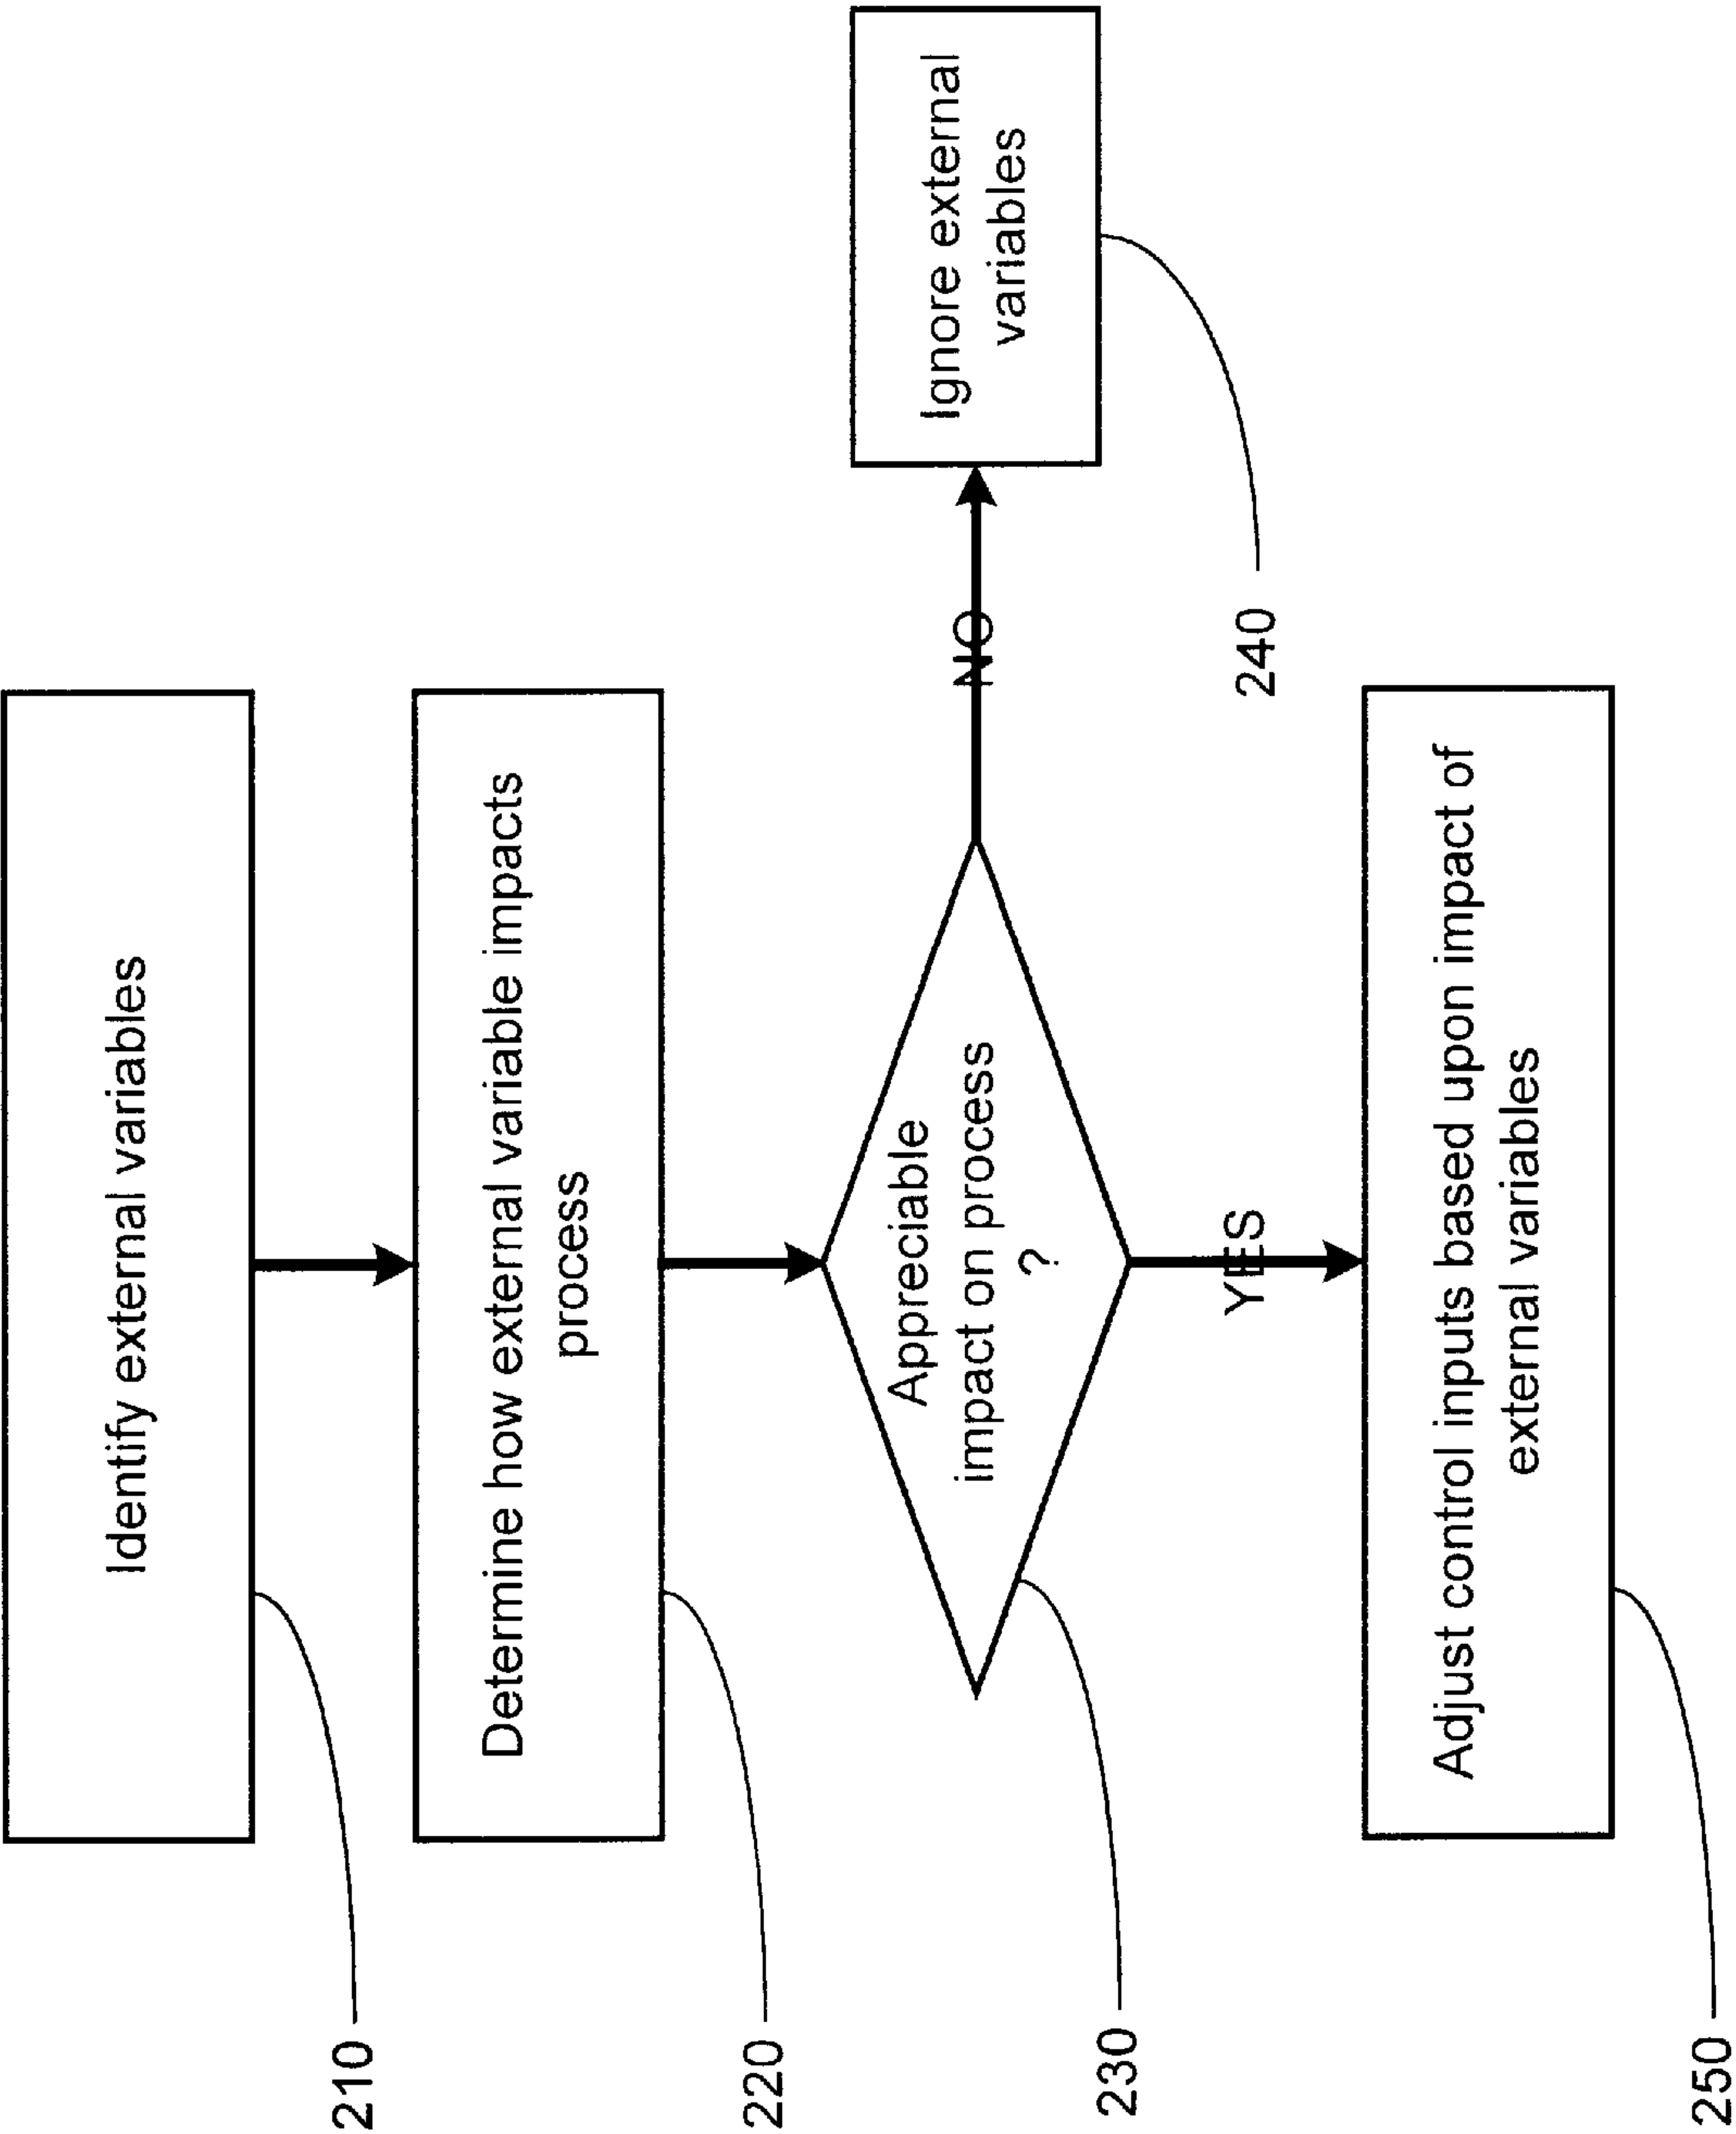 Identify external variables
210
Determine how external variable impacts
process
220
Appreciable
impact on process
?
230
NO
Ignore external
variables
240
YES
Adjust control inputs based upon impact of
external variables
250